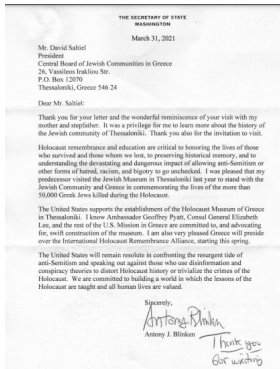 THE SECRETARY OF STATE
WASHINGTON
March 31, 2021
Mr. David Saltiel
President
Central Board of Jewish Communities in Greece
26, Vassileos Irakliou Str.
P.O. Box 12070
Thessaloniki, Greece 546 24
Dear Mr. Saltiel:
Thank you for your letter and the wonderful reminiscence of your visit with my
mother and stepfather. It was a privilege for me to learn more about the history of
the Jewish community of Thessaloniki. Thank you also for the invitation to visit.
Holocaust remembrance and education are critical to honoring the lives of those
who survived and those whom we lost, to preserving historical memory, and to
understanding the devastating and dangerous impact of allowing anti-Semitism or
other forms of hatred, racism, and bigotry to go unchecked. I was pleased that my
predecessor visited the Jewish Museum in Thessaloniki last year to stand with the
Jewish Community and Greece in commemorating the lives of the more than
50,000 Greek Jews killed during the Holocaust.
The United States supports the establishment of the Holocaust Museum of Greece
in Thessaloniki. I know Ambassador Geoffrey Pyatt, Consul General Elizabeth
Lee, and the rest of the U.S. Mission in Greece are committed to, and advocating
for, swift construction of the museum. I am also very pleased Greece will preside
over the International Holocaust Remembrance Alliance, starting this spring.
The United States will remain resolute in confronting the resurgent tide of
anti-Semitism and speaking out against those who use disinformation and
conspiracy theories to distort Holocaust history or trivialize the crimes of the
Holocaust. We are committed to building a world in which the lessons of the
Holocaust are taught and all human lives are valued.
Sincerely,
Antony Blinken
Antony J. Blinken
Thank you
for writing